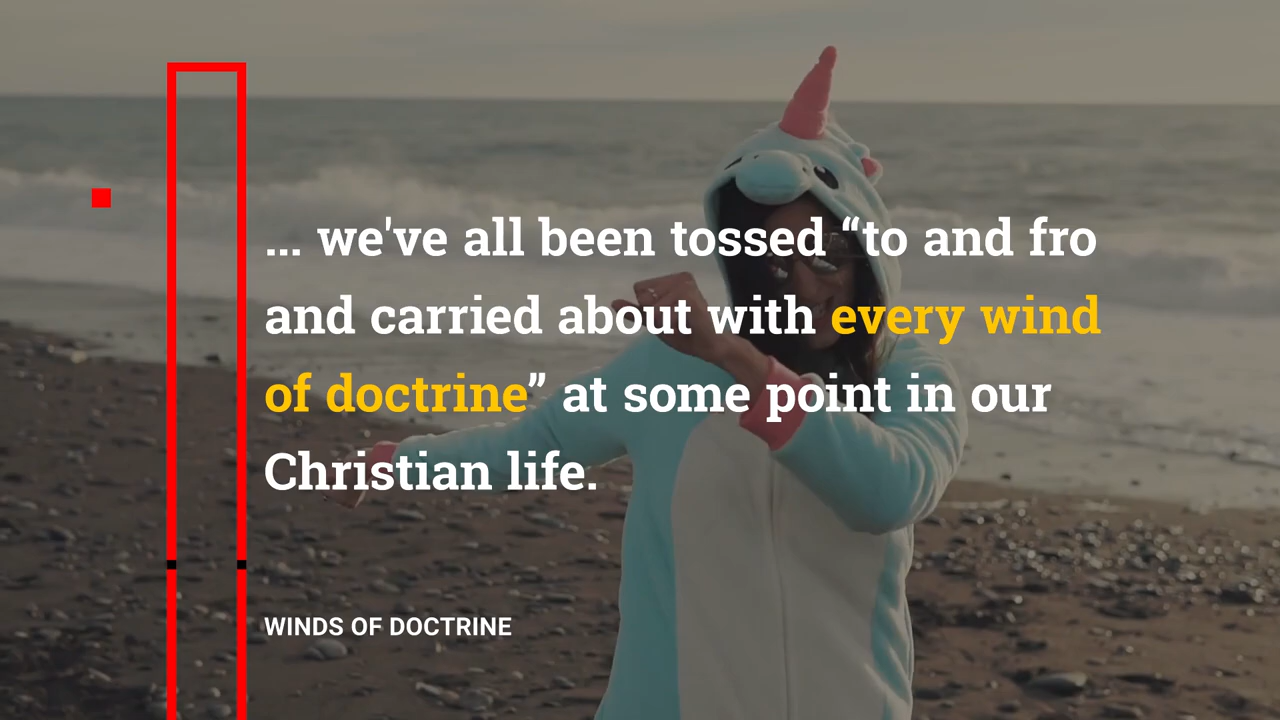 ... we've all been tossed “to and fro
and carried about with every wind
of doctrine” at some point in our
Christian life.
WINDS OF DOCTRINE